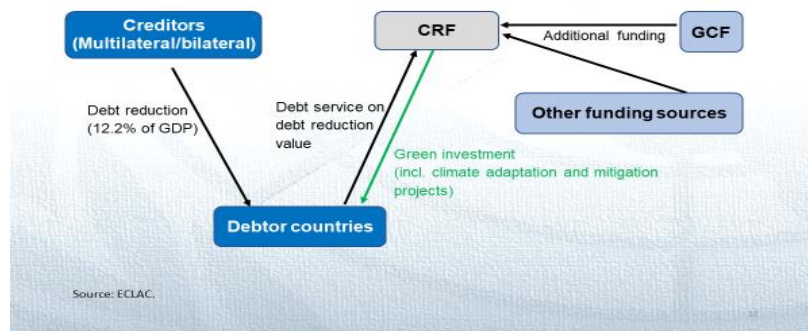 Creditors
(Multilateral/bilateral)
CRF
Additional funding
GCF
Debt reduction
(12.2% of GDP)
Debt service on
debt reduction
value
Other funding sources
Green investment
(incl. climate adaptation and mitigation
projects)
Debtor countries
Source: ECLAC.